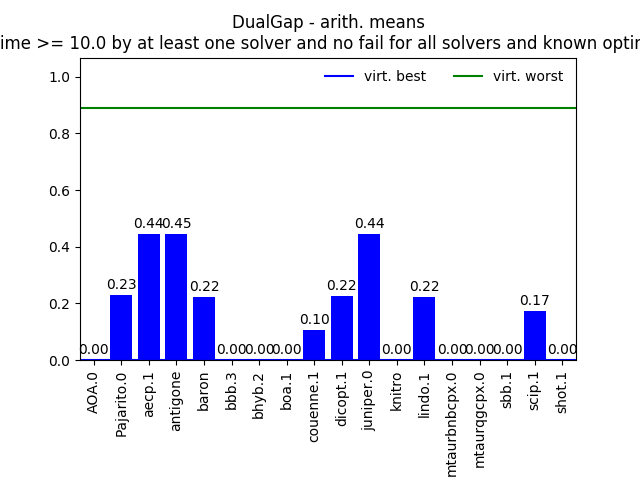 DualGap - arith. means
ime >= 10.0 by at least one solver and no fail for all solvers and known opti
virt. best
virt. worst
1.0
0.8
0.6
0.4
0.2
0.0
0.00
0.23
0.44
0.45
0.22
0.00
0.00
0.00
0.10
0.22
0.44
0.00
0.22
0.00
0.00
0.00
0.17
0.00
AOA.0
Pajarito.0
aecp.1
antigone
baron
bbb.3
bhyb.2
boa.1
couenne.1
dicopt.1
juniper.0
knitro
lindo.1
mtaurbnbcpx.0
mtaurqgcpx.0
sbb.1
scip.1
shot.1